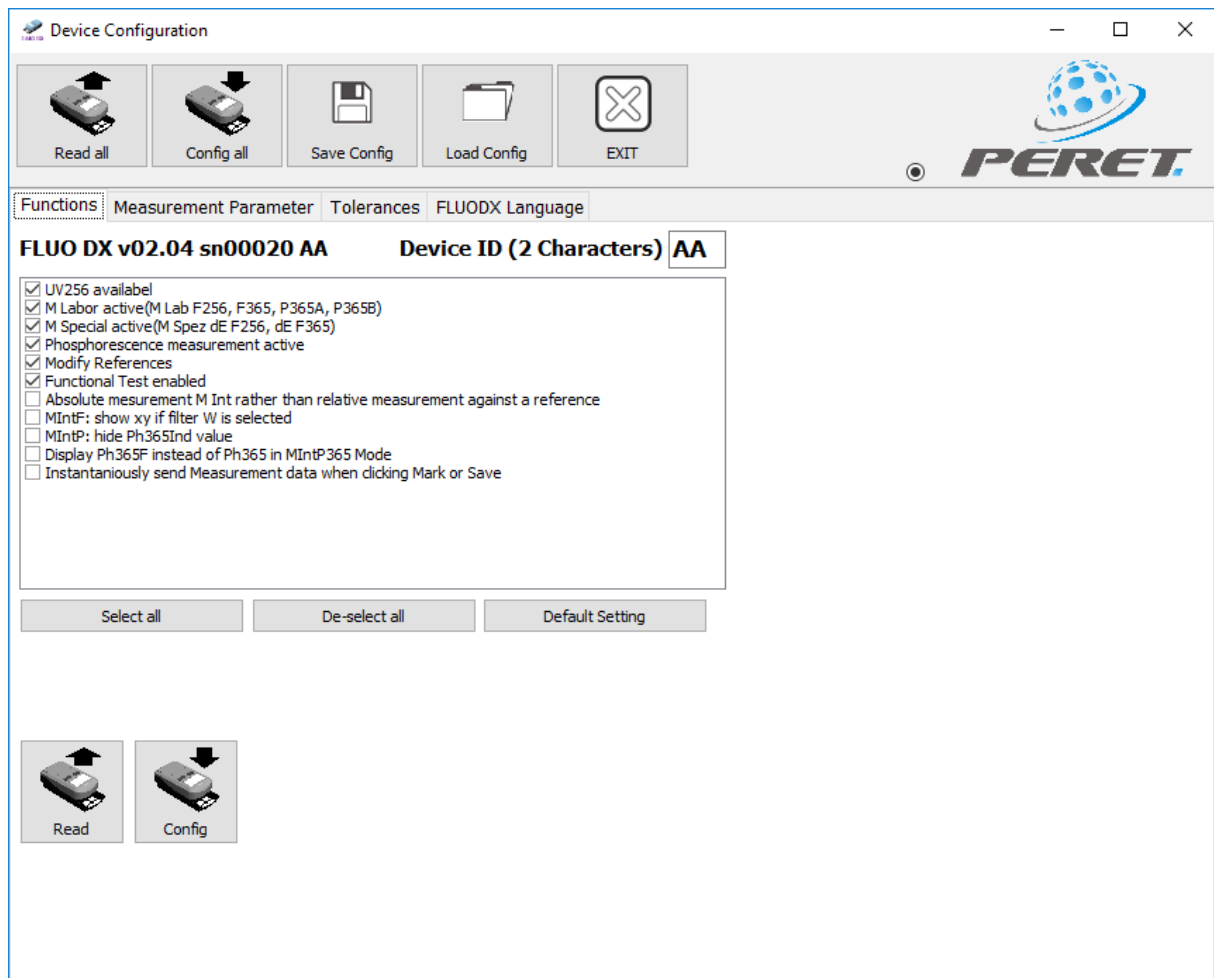 Device Configuration
Read all
Config all
Save Config
Load Config
EXIT
PERET.
Functions
Measurement Parameter
Tolerances
FLUODX Language
FLUO DX v02.04 sn00020 AA
Device ID (2 Characters) AA
UV256 availabel
M Labor active(M Lab F256, F365, P365A, P365B)
M Special active(M Spez dE F256, dE F365)
Phosphorescence measurement active
Modify References
Functional Test enabled
Absolute mesurement M Int rather than relative measurement against a reference
MIntF: show xy if filter W is selected
MIntP: hide Ph365Ind value
Display Ph365F instead of Ph365 in MIntP365 Mode
Instantaniously send Measurement data when clicking Mark or Save
Select all
De-select all
Default Setting
Read
Config